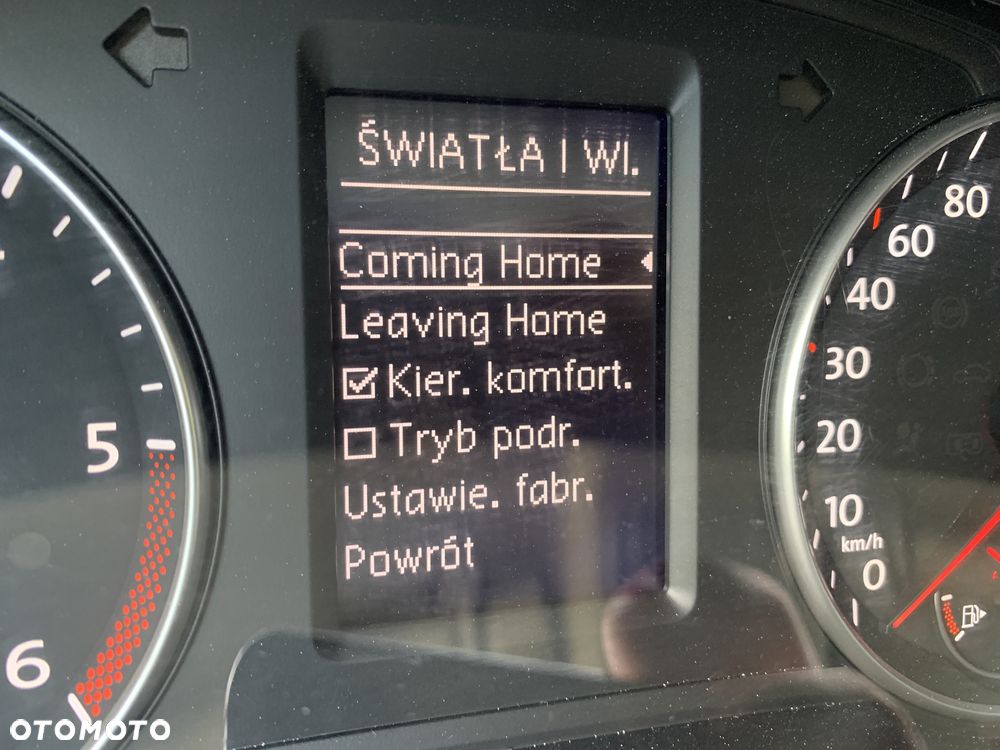 ŚWIATŁA I WI.
Coming Home
Leaving Home
Kier. komfort.
Tryb podr.
Ustawie. fabr.
Powrót
5
6
80
60
40
30
20
10
km/h
0
OTOMOTO